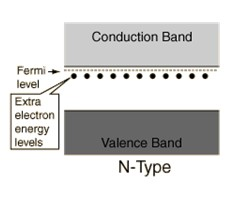 Conduction Band
Fermi
level
Extra
electron
energy
levels
Valence Band
N-Type